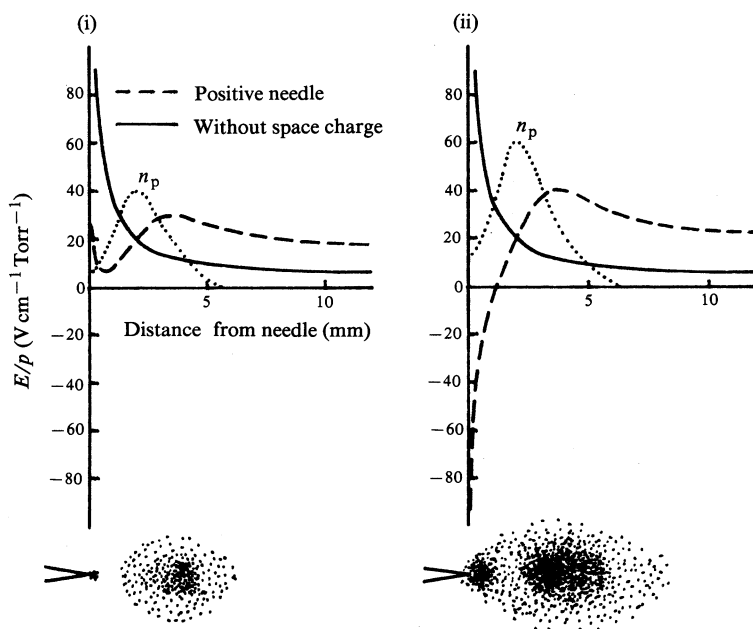 (i)
(ii)
80
60
40
20
0
−20
−40
−60
−80
Positive needle
Without space charge
n_p
5
10
Distance from needle (mm)
E/p (V cm⁻¹ Torr⁻¹)
80
60
40
20
0
−20
−40
−60
−80
n_p
5
10